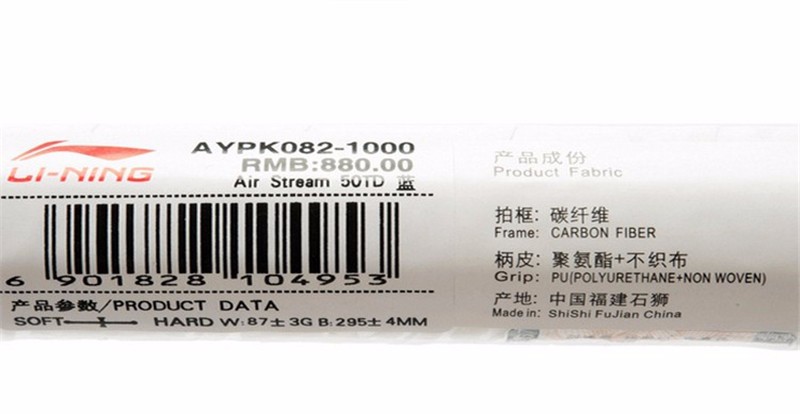 LI-NING
AYPK082-1000
RMB:880.00
Air Stream 50TD 蓝
6 901828 104953
产品参数/PRODUCT DATA
SOFT HARD W:87±3G B:295±4MM
产品成份
Product Fabric
拍框: 碳纤维
Frame: CARBON FIBER
柄皮: 聚氨酯+不织布
Grip: PU(POLYURETHANE+NON WOVEN)
产地: 中国福建石狮
Made in: ShiShi FuJian China